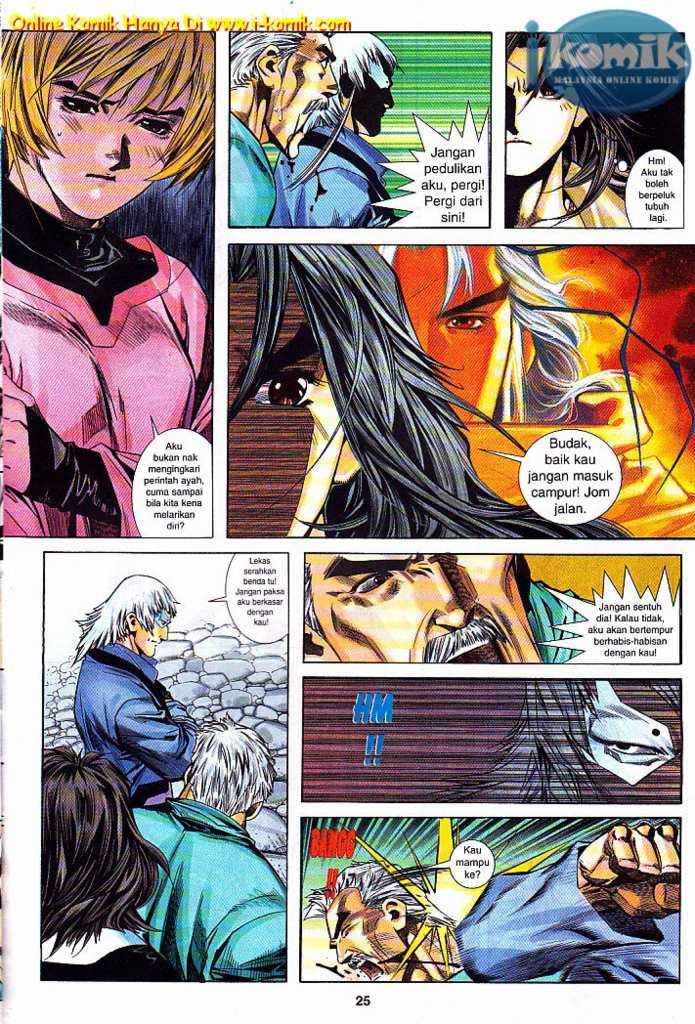 Online Komik Hanya Di www.i-komik.com
i komik
MALAYSIA ONLINE KOMIK
Aku
bukan nak
mengingkari
perintah ayah,
cuma sampai
bila kita kena
melarikan
diri?
Jangan
pedulikan
aku, pergi!
Pergi dari
sini!
Hm!
Aku tak
boleh
berpeluk
tubuh
lagi.
Budak,
baik kau
jangan masuk
campur! Jom
jalan.
Lekas
serahkan
benda tu!
Jangan paksa
aku berkasar
dengan
kau!
Jangan sentuh
dia! Kalau tidak,
aku akan bertempur
berhabis-habisan
dengan kau!
HM
!!
BANGG
!!
Kau
mampu
ke?
25